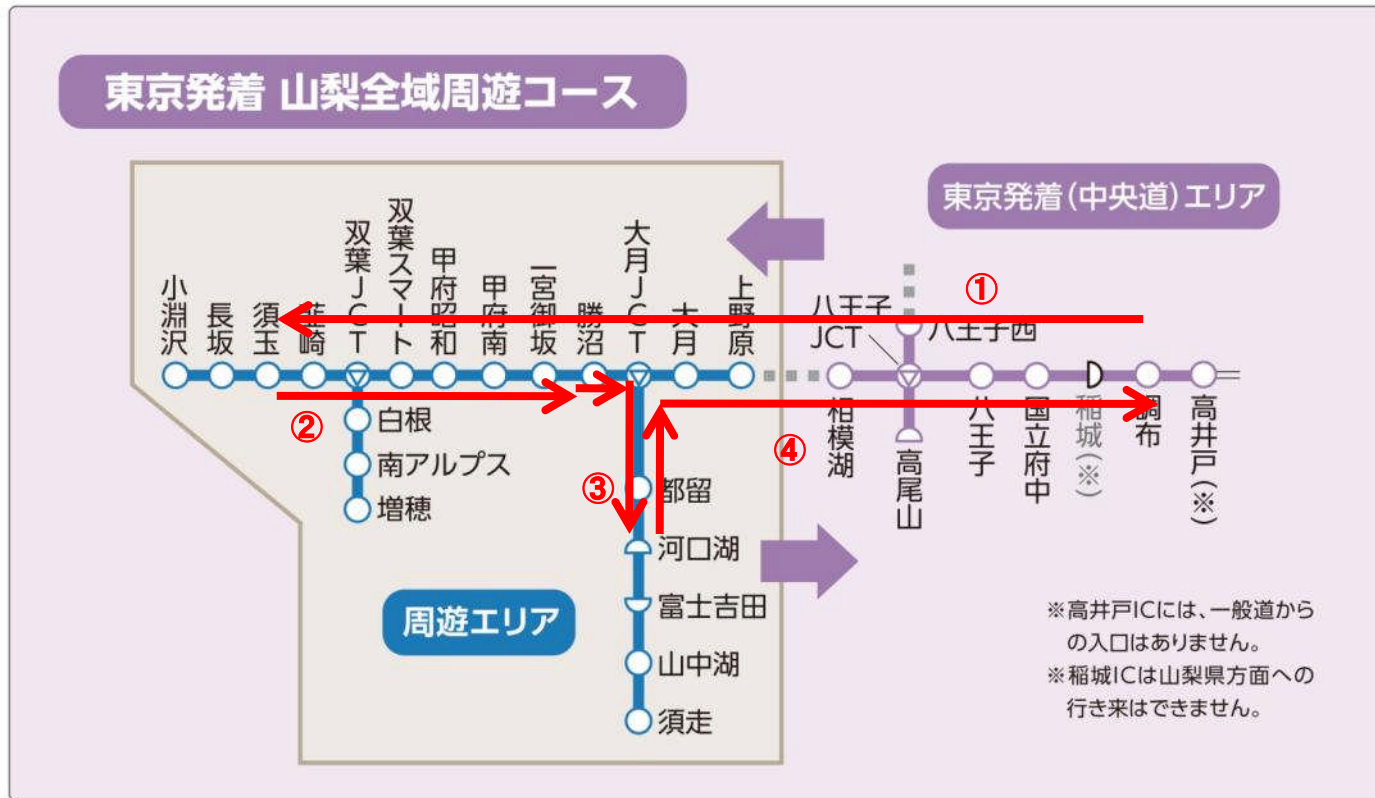 東京発着 山梨全域周遊コース
東京発着(中央道)エリア
①
小淵沢
長坂
須玉
韮崎
双葉JCT
双葉スマート
甲府昭和
甲府南
一宮御坂
勝沼
大月JCT
大月
上野原
八王子JCT
八王子西
相模湖
高尾山
八王子
国立府中
稲城(※)
調布
高井戸(※)
②
白根
南アルプス
増穂
③
④
都留
河口湖
富士吉田
山中湖
須走
周遊エリア
※高井戸ICには、一般道から
の入口はありません。
※稲城ICは山梨県方面への
行き来はできません。